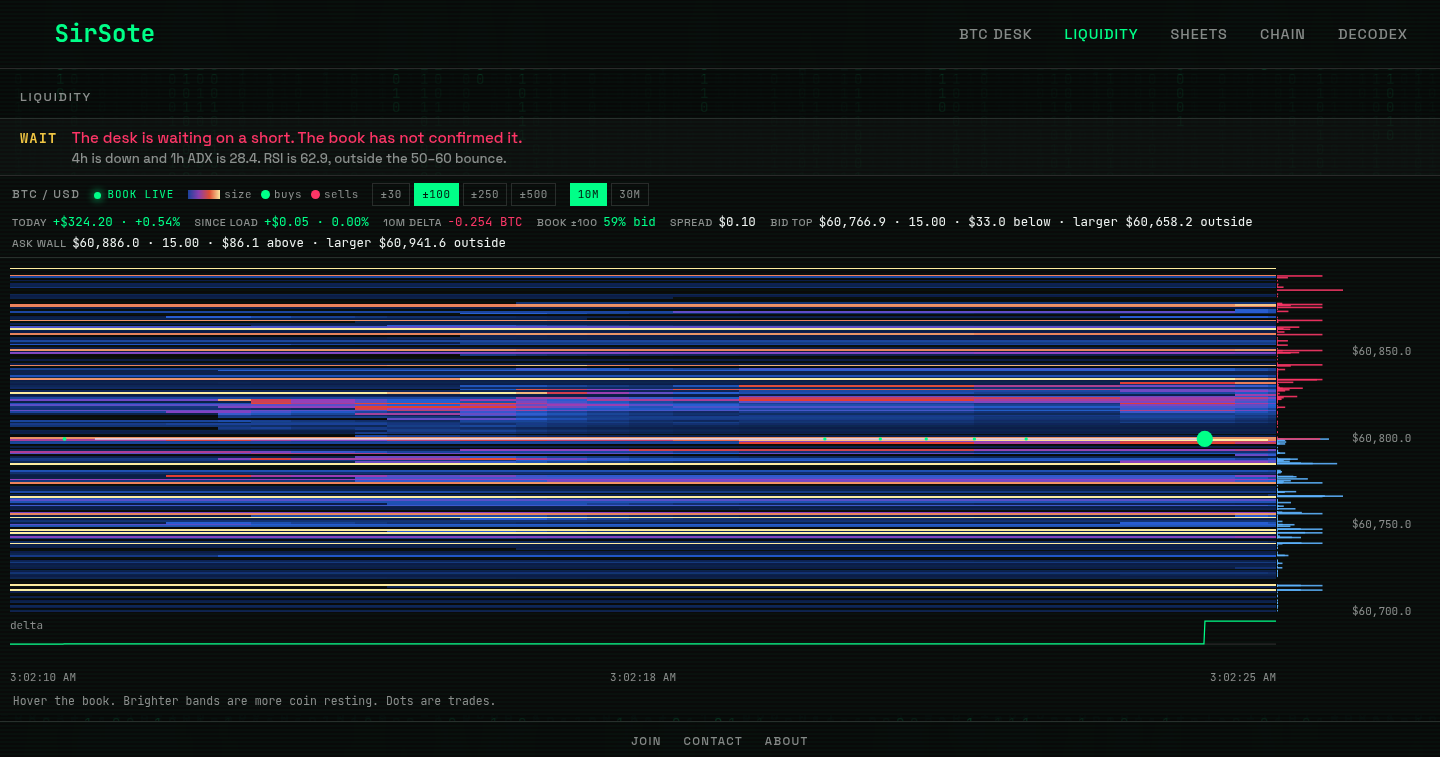 SirSote
BTC DESK LIQUIDITY SHEETS CHAIN DECODEX
LIQUIDITY
WAIT The desk is waiting on a short. The book has not confirmed it.
4h is down and 1h ADX is 28.4. RSI is 62.9, outside the 50–60 bounce.
BTC / USD BOOK LIVE size buys sells ±30 ±100 ±250 ±500 10M 30M
TODAY +$324.20 · +0.54% SINCE LOAD +$0.05 · 0.00% 10M DELTA -0.254 BTC BOOK ±100 59% bid SPREAD $0.10 BID TOP $60,766.9 · 15.00 · $33.0 below · larger $60,658.2 outside
ASK WALL $60,886.0 · 15.00 · $86.1 above · larger $60,941.6 outside
$60,850.0
$60,800.0
$60,750.0
$60,700.0
delta
3:02:10 AM 3:02:18 AM 3:02:25 AM
Hover the book. Brighter bands are more coin resting. Dots are trades.
JOIN CONTACT ABOUT